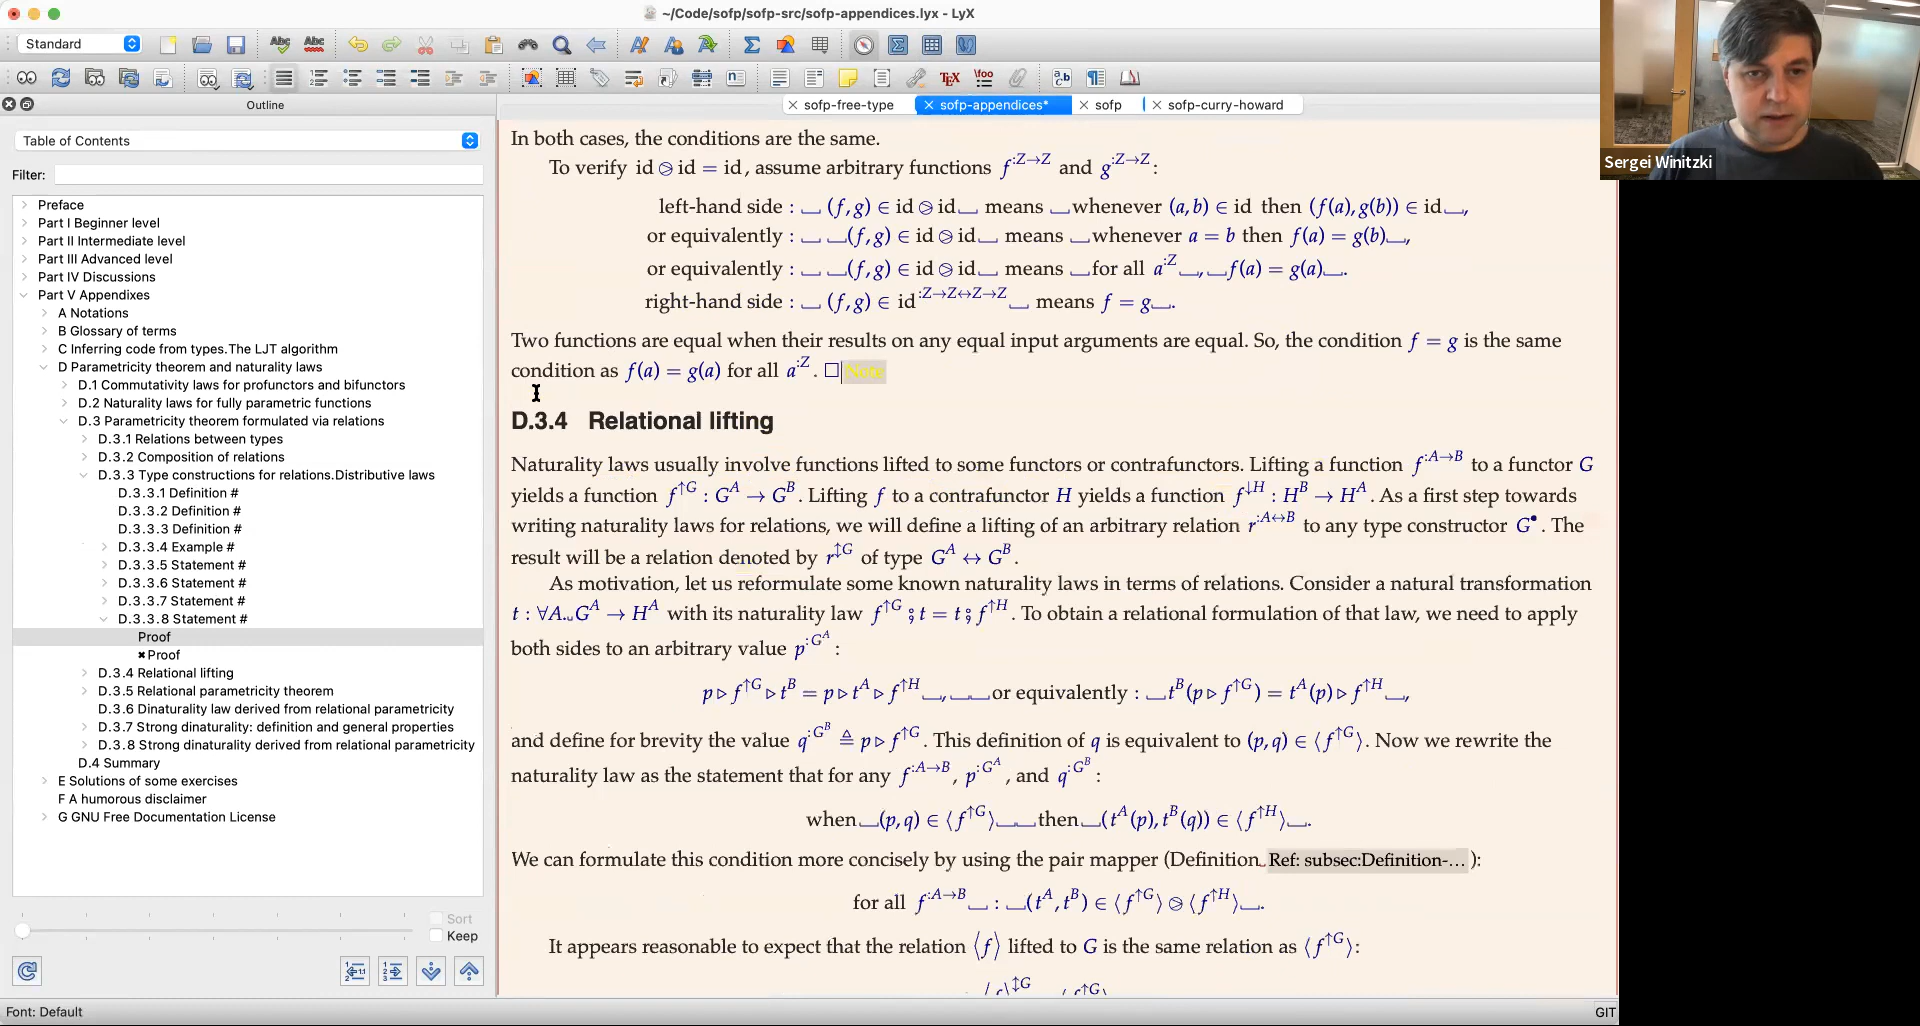 ~/Code/sofp/sofp-src/sofp-appendices.lyx - LyX
Standard
Outline
sofp-free-type
sofp-appendices*
sofp
sofp-curry-howard
Table of Contents
Filter:
Preface
Part I Beginner level
Part II Intermediate level
Part III Advanced level
Part IV Discussions
Part V Appendixes
A Notations
B Glossary of terms
C Inferring code from types.The LJT algorithm
D Parametricity theorem and naturality laws
D.1 Commutativity laws for profunctors and bifunctors
D.2 Naturality laws for fully parametric functions
D.3 Parametricity theorem formulated via relations
D.3.1 Relations between types
D.3.2 Composition of relations
D.3.3 Type constructions for relations.Distributive laws
D.3.3.1 Definition #
D.3.3.2 Definition #
D.3.3.3 Definition #
D.3.3.4 Example #
D.3.3.5 Statement #
D.3.3.6 Statement #
D.3.3.7 Statement #
D.3.3.8 Statement #
Proof
✖Proof
D.3.4 Relational lifting
D.3.5 Relational parametricity theorem
D.3.6 Dinaturality law derived from relational parametricity
D.3.7 Strong dinaturality: definition and general properties
D.3.8 Strong dinaturality derived from relational parametricity
D.4 Summary
E Solutions of some exercises
F A humorous disclaimer
G GNU Free Documentation License
Sort
Keep
Font: Default
In both cases, the conditions are the same.
To verify id ⊘ id = id, assume arbitrary functions f^{:Z→Z} and g^{:Z→Z}:
left-hand side : ⎵ (f,g) ∈ id ⊘ id⎵ means ⎵whenever (a,b) ∈ id then (f(a),g(b)) ∈ id⎵,
or equivalently : ⎵ ⎵(f,g) ∈ id ⊘ id⎵ means ⎵whenever a = b then f(a) = g(b)⎵,
or equivalently : ⎵ ⎵(f,g) ∈ id ⊘ id⎵ means ⎵for all a^{:Z}⎵,⎵f(a) = g(a)⎵.
right-hand side : ⎵ (f,g) ∈ id^{:Z→Z↔Z→Z}⎵ means f = g⎵.
Two functions are equal when their results on any equal input arguments are equal. So, the condition f = g is the same
condition as f(a) = g(a) for all a^{:Z}. □ Note
D.3.4 Relational lifting
Naturality laws usually involve functions lifted to some functors or contrafunctors. Lifting a function f^{:A→B} to a functor G
yields a function f^{↑G} : G^A → G^B. Lifting f to a contrafunctor H yields a function f^{↓H} : H^B → H^A. As a first step towards
writing naturality laws for relations, we will define a lifting of an arbitrary relation r^{:A↔B} to any type constructor G^•. The
result will be a relation denoted by r^{↕G} of type G^A ↔ G^B.
As motivation, let us reformulate some known naturality laws in terms of relations. Consider a natural transformation
t : ∀A.⎵G^A → H^A with its naturality law f^{↑G} ⨟ t = t ⨟ f^{↑H}. To obtain a relational formulation of that law, we need to apply
both sides to an arbitrary value p^{:G^A} :
p ▹ f^{↑G} ▹ t^B = p ▹ t^A ▹ f^{↑H}⎵,⎵⎵or equivalently : ⎵t^B(p ▹ f^{↑G}) = t^A(p) ▹ f^{↑H}⎵,
and define for brevity the value q^{:G^B} ≜ p ▹ f^{↑G}. This definition of q is equivalent to (p,q) ∈ ⟨f^{↑G}⟩. Now we rewrite the
naturality law as the statement that for any f^{:A→B}, p^{:G^A}, and q^{:G^B} :
when⎵(p,q) ∈ ⟨f^{↑G}⟩⎵⎵then⎵(t^A(p),t^B(q)) ∈ ⟨f^{↑H}⟩⎵.
We can formulate this condition more concisely by using the pair mapper (Definition⎵Ref: subsec:Definition-...):
for all f^{:A→B}⎵ : ⎵(t^A,t^B) ∈ ⟨f^{↑G}⟩ ⊘ ⟨f^{↑H}⟩⎵.
It appears reasonable to expect that the relation ⟨f⟩ lifted to G is the same relation as ⟨f^{↑G}⟩:
GIT
Sergei Winitzki